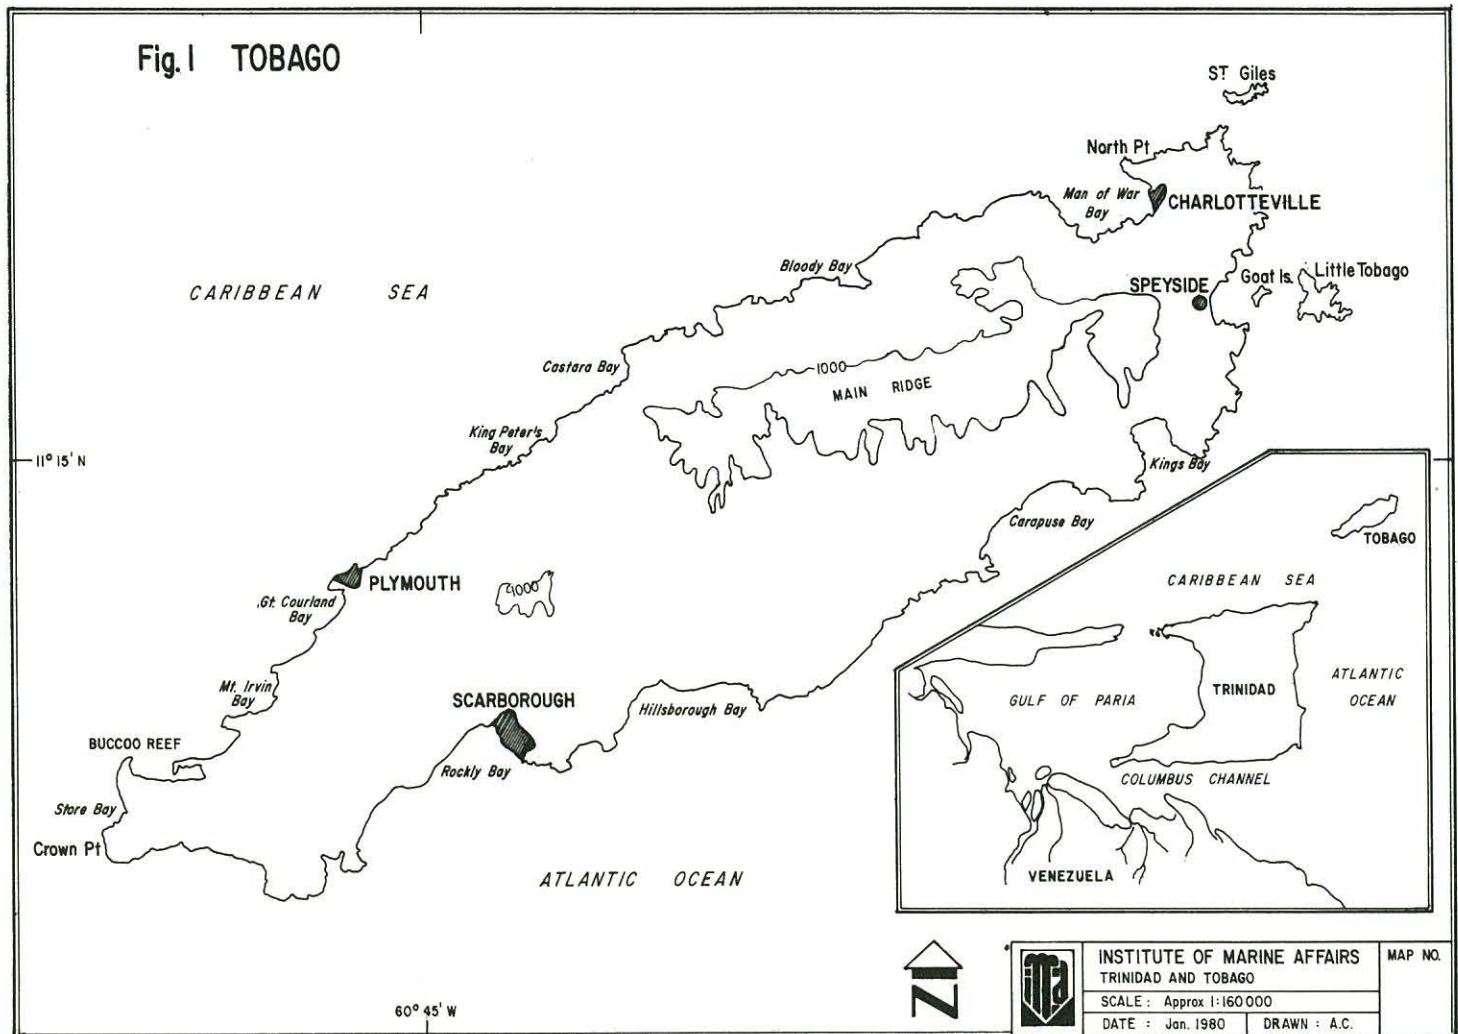 Fig. 1 TOBAGO
ST. Giles
North Pt
Man of War
Bay
CHARLOTTEVILLE
Bloody Bay
CARIBBEAN SEA
SPEYSIDE
Goat Is.
Little Tobago
Castara Bay
1000
MAIN RIDGE
King Peter's
Bay
11° 15' N
Kings Bay
Carapuse Bay
PLYMOUTH
1000
Gt. Courland
Bay
Mt. Irvin
Bay
SCARBOROUGH
Hillsborough Bay
BUCCOO REEF
Rockly Bay
Store Bay
Crown Pt
ATLANTIC OCEAN
60° 45' W
TOBAGO
CARIBBEAN SEA
ATLANTIC
OCEAN
TRINIDAD
GULF OF PARIA
COLUMBUS CHANNEL
VENEZUELA
N
ima
INSTITUTE OF MARINE AFFAIRS
TRINIDAD AND TOBAGO
SCALE : Approx 1:160 000
DATE : Jan. 1980
DRAWN : A.C.
MAP NO.